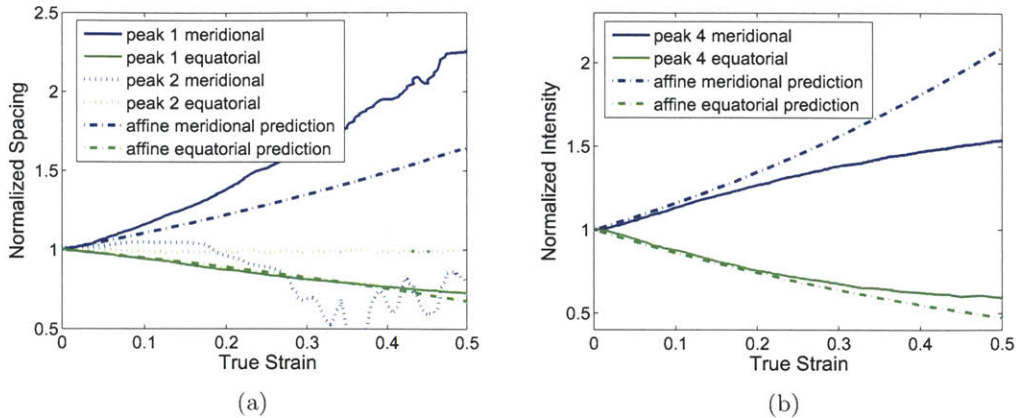 2.5
2
1.5
1
0.5
Normalized Spacing
peak 1 meridional
peak 1 equatorial
peak 2 meridional
peak 2 equatorial
affine meridional prediction
affine equatorial prediction
0 0.1 0.2 0.3 0.4 0.5
True Strain
(a)
2
1.5
1
0.5
Normalized Intensity
peak 4 meridional
peak 4 equatorial
affine meridional prediction
affine equatorial prediction
0 0.1 0.2 0.3 0.4 0.5
True Strain
(b)